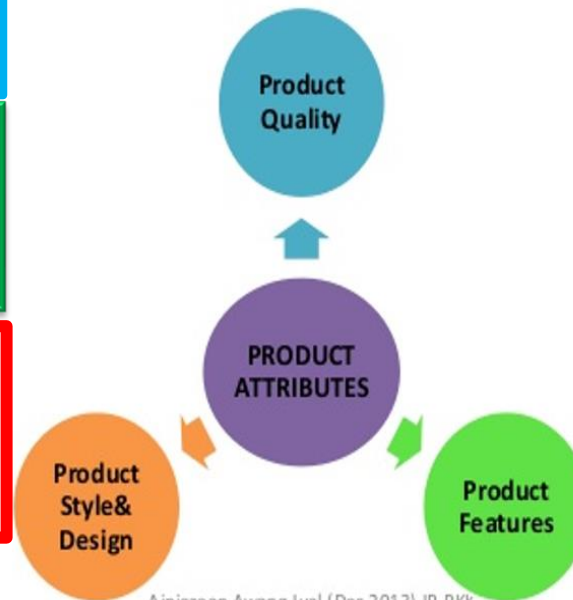 Product
Quality
PRODUCT
ATTRIBUTES
Product
Style&
Design
Product
Features